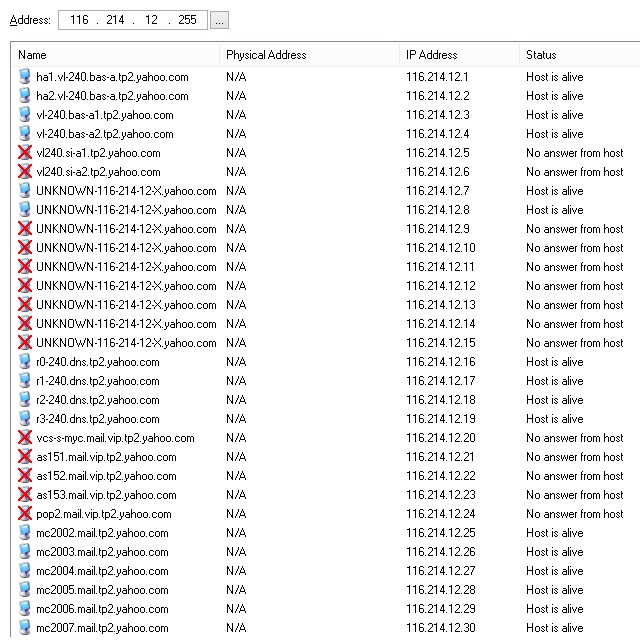 Address: 116 . 214 . 12 . 255 ...
Name Physical Address IP Address Status
ha1.vl-240.bas-a.tp2.yahoo.com N/A 116.214.12.1 Host is alive
ha2.vl-240.bas-a.tp2.yahoo.com N/A 116.214.12.2 Host is alive
vl-240.bas-a1.tp2.yahoo.com N/A 116.214.12.3 Host is alive
vl-240.bas-a2.tp2.yahoo.com N/A 116.214.12.4 Host is alive
vl240.si-a1.tp2.yahoo.com N/A 116.214.12.5 No answer from host
vl240.si-a2.tp2.yahoo.com N/A 116.214.12.6 No answer from host
UNKNOWN-116-214-12-X.yahoo.com N/A 116.214.12.7 Host is alive
UNKNOWN-116-214-12-X.yahoo.com N/A 116.214.12.8 Host is alive
UNKNOWN-116-214-12-X.yahoo.com N/A 116.214.12.9 No answer from host
UNKNOWN-116-214-12-X.yahoo.com N/A 116.214.12.10 No answer from host
UNKNOWN-116-214-12-X.yahoo.com N/A 116.214.12.11 No answer from host
UNKNOWN-116-214-12-X.yahoo.com N/A 116.214.12.12 No answer from host
UNKNOWN-116-214-12-X.yahoo.com N/A 116.214.12.13 No answer from host
UNKNOWN-116-214-12-X.yahoo.com N/A 116.214.12.14 No answer from host
UNKNOWN-116-214-12-X.yahoo.com N/A 116.214.12.15 No answer from host
r0-240.dns.tp2.yahoo.com N/A 116.214.12.16 Host is alive
r1-240.dns.tp2.yahoo.com N/A 116.214.12.17 Host is alive
r2-240.dns.tp2.yahoo.com N/A 116.214.12.18 Host is alive
r3-240.dns.tp2.yahoo.com N/A 116.214.12.19 Host is alive
vcs-s-myc.mail.vip.tp2.yahoo.com N/A 116.214.12.20 No answer from host
as151.mail.vip.tp2.yahoo.com N/A 116.214.12.21 No answer from host
as152.mail.vip.tp2.yahoo.com N/A 116.214.12.22 No answer from host
as153.mail.vip.tp2.yahoo.com N/A 116.214.12.23 No answer from host
pop2.mail.vip.tp2.yahoo.com N/A 116.214.12.24 No answer from host
mc2002.mail.tp2.yahoo.com N/A 116.214.12.25 Host is alive
mc2003.mail.tp2.yahoo.com N/A 116.214.12.26 Host is alive
mc2004.mail.tp2.yahoo.com N/A 116.214.12.27 Host is alive
mc2005.mail.tp2.yahoo.com N/A 116.214.12.28 Host is alive
mc2006.mail.tp2.yahoo.com N/A 116.214.12.29 Host is alive
mc2007.mail.tp2.yahoo.com N/A 116.214.12.30 Host is alive